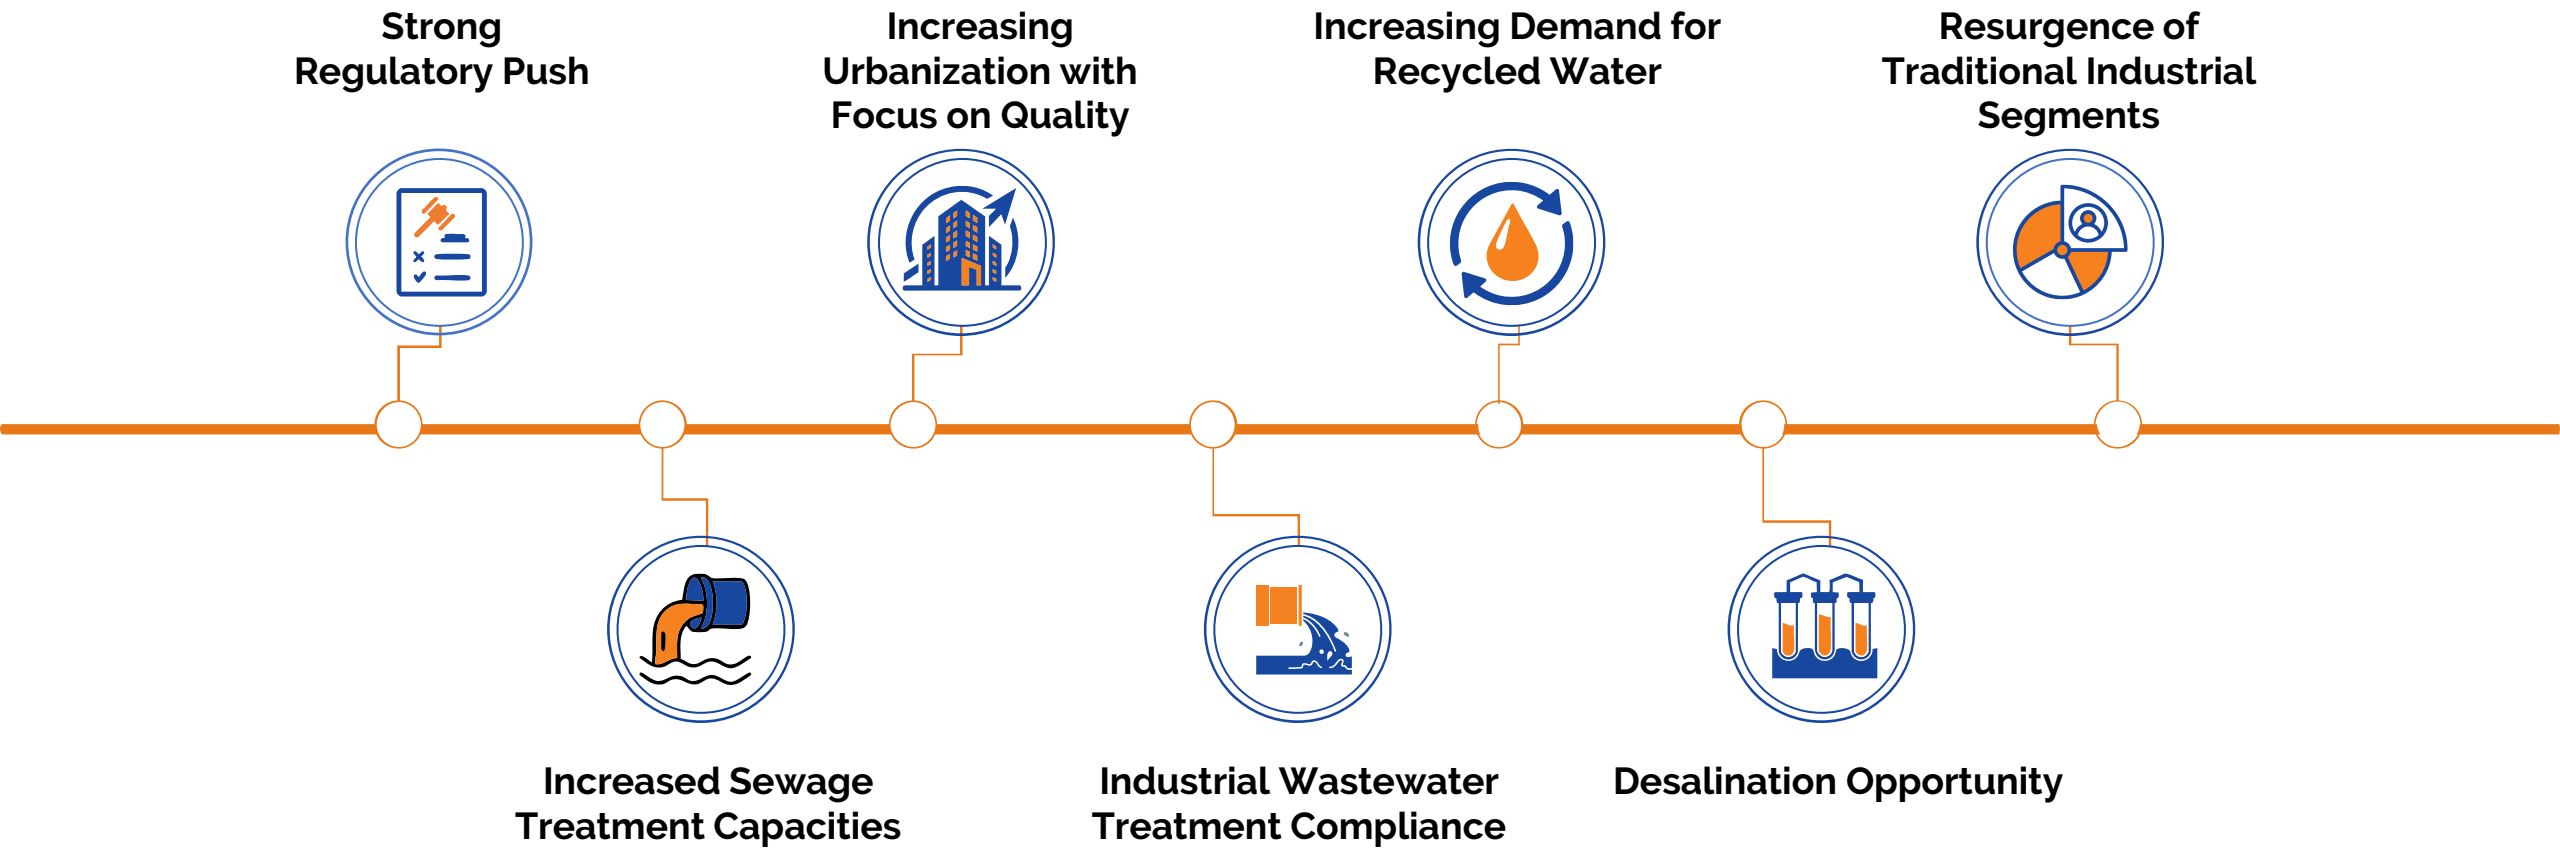 Strong
Regulatory Push
Increasing
Urbanization with
Focus on Quality
Increasing Demand for
Recycled Water
Resurgence of
Traditional Industrial
Segments
Increased Sewage
Treatment Capacities
Industrial Wastewater
Treatment Compliance
Desalination Opportunity